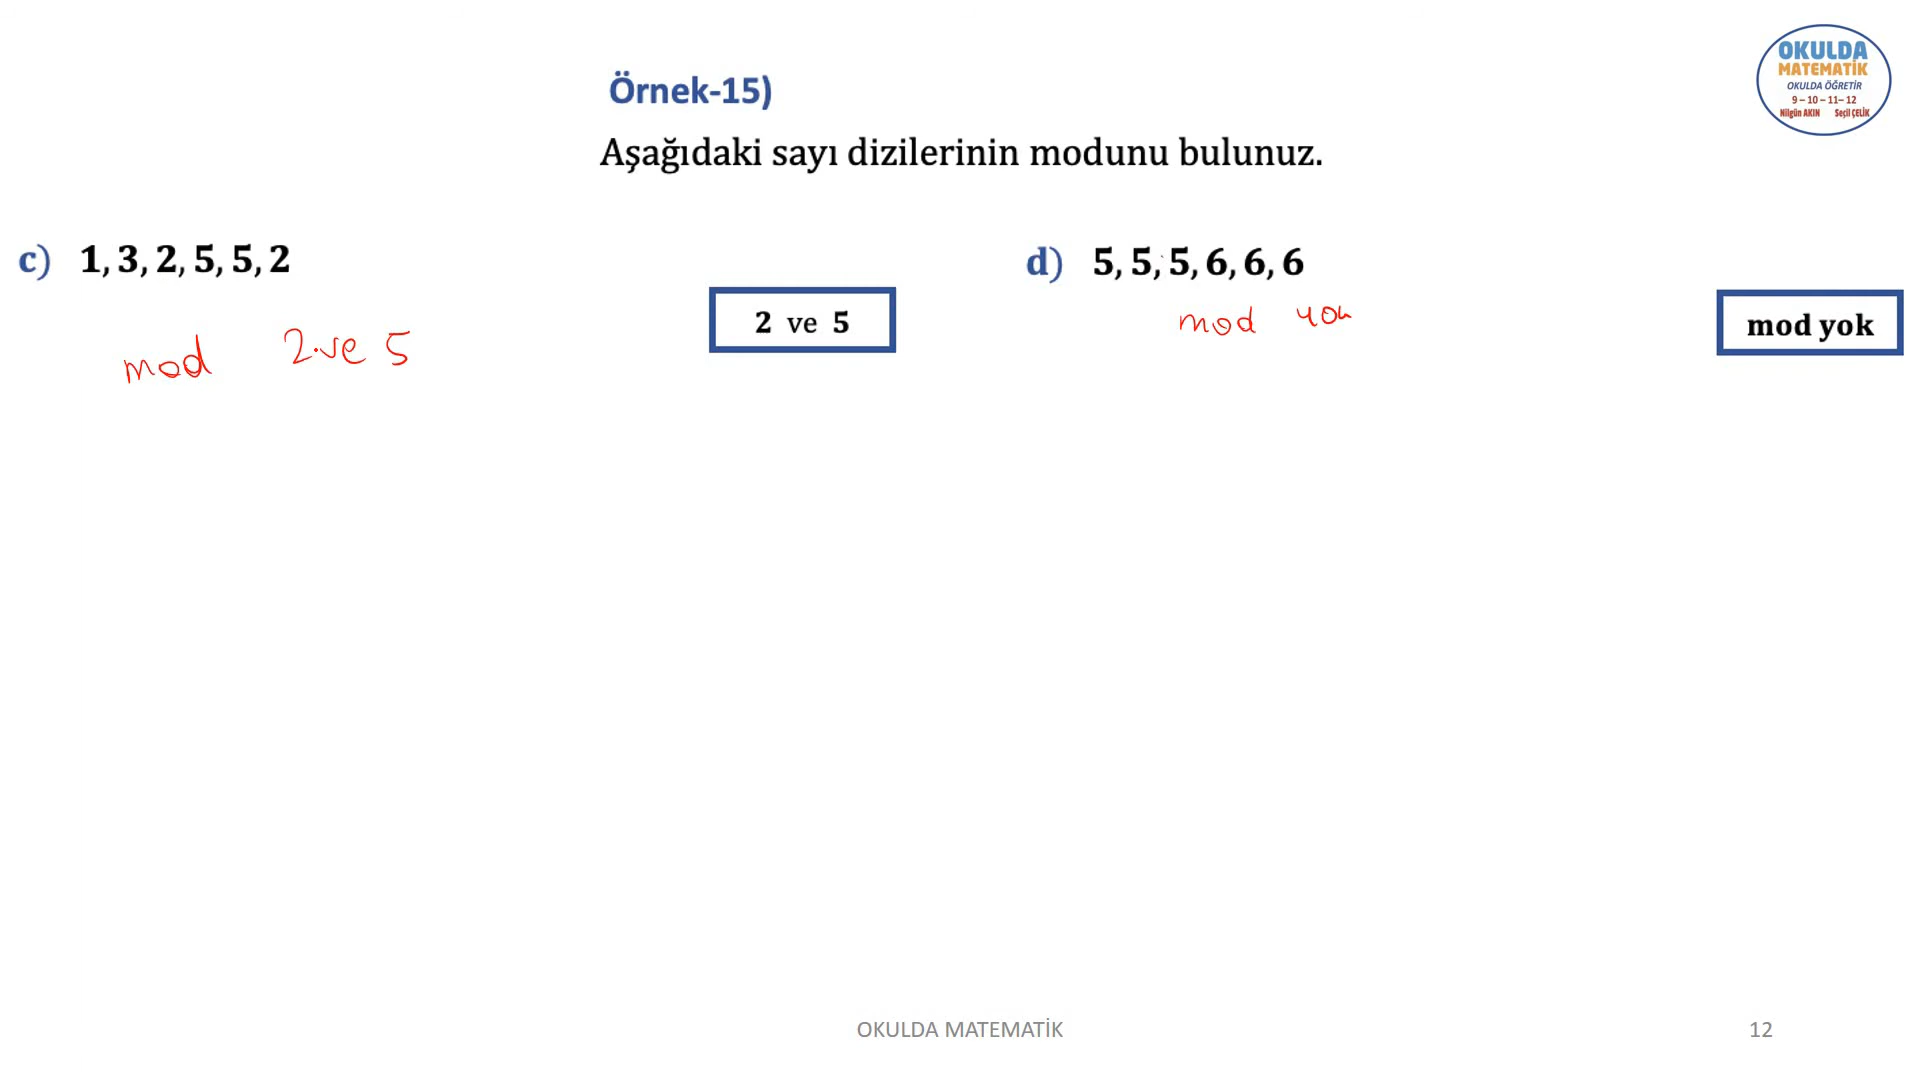 OKULDA
MATEMATİK
OKULDA ÖĞRETİR
9 – 10 – 11– 12
Nilgün AKIN Seçil ÇELİK
Örnek-15)
Aşağıdaki sayı dizilerinin modunu bulunuz.
c) 1, 3, 2, 5, 5, 2
2 ve 5
mod 2 ve 5
d) 5, 5, 5, 6, 6, 6
mod yok
mod yok
OKULDA MATEMATİK
12